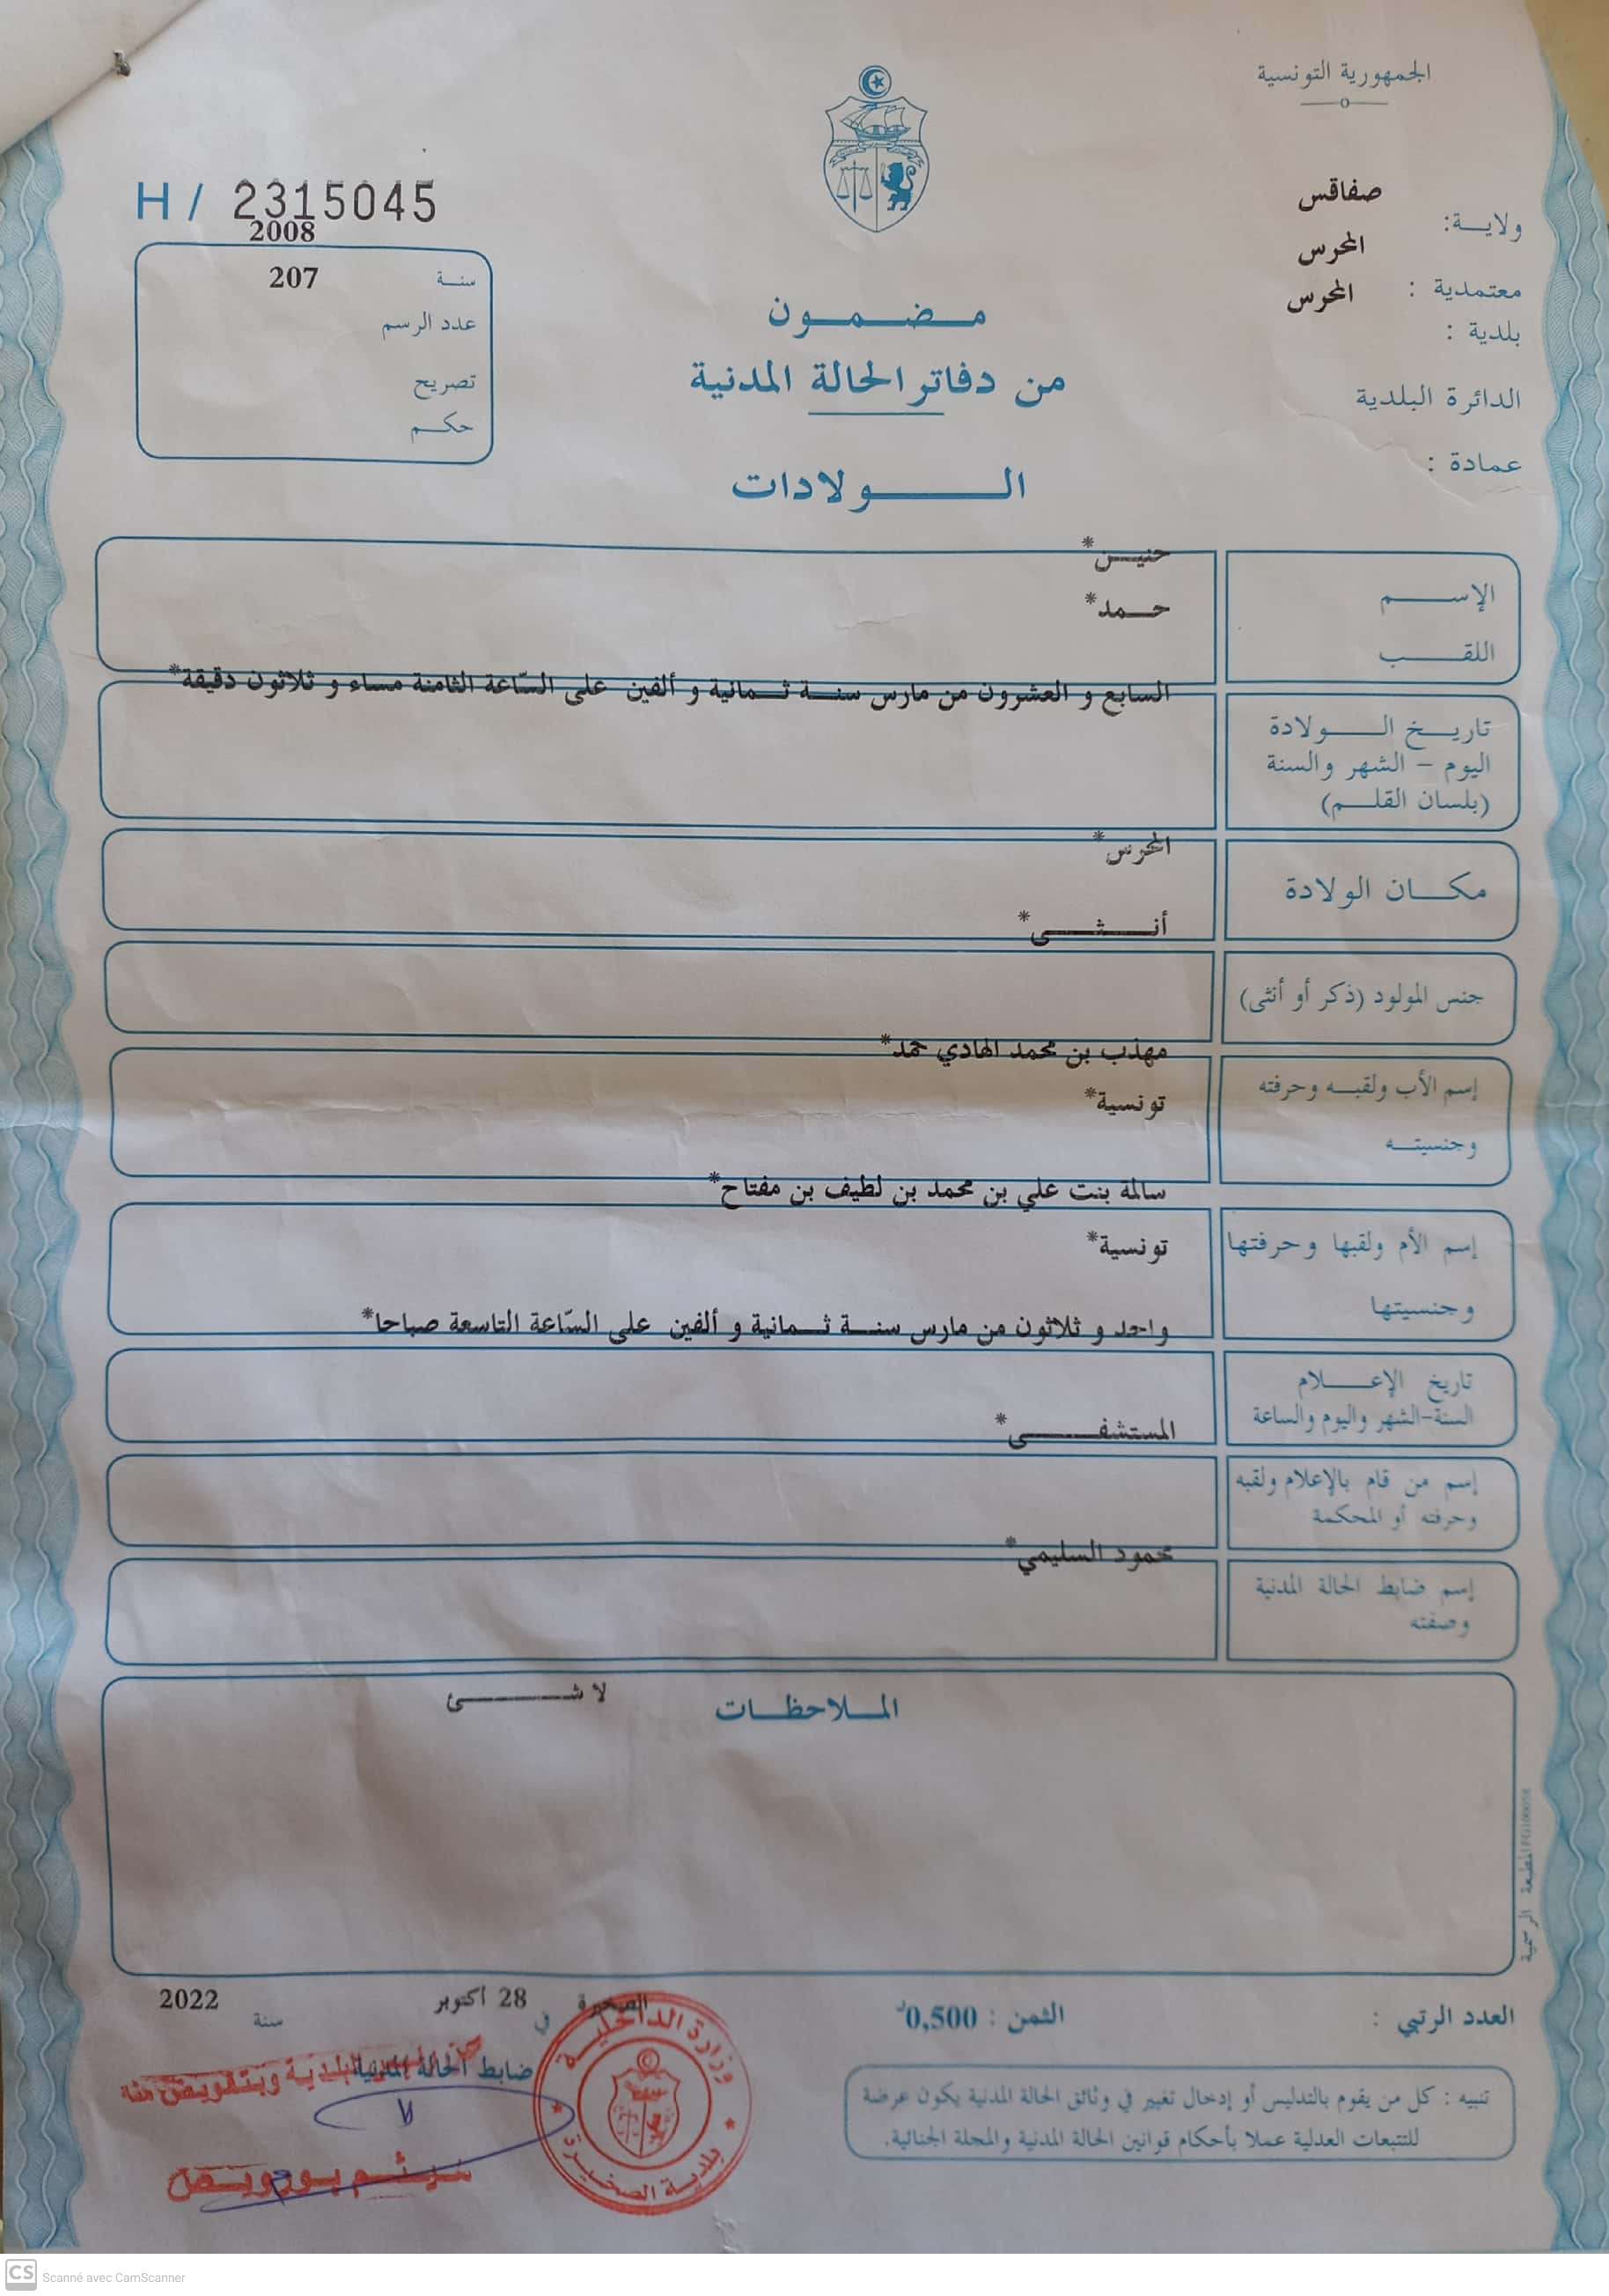 الجمهورية التونسية
H / 2315045
ولاية: صفاقس
معتمدية : المحرس
بلدية : المحرس
الدائرة البلدية
عمادة :
2008
سنة 207
عدد الرسم
تصريح
حكم
مضمون
من دفاتر الحالة المدنية
الولادات
حنين*
الإسم
حمد*
اللقب
السابع و العشرون من مارس سنة ثمانية و ألفين على السّاعة الثامنة مساء و ثلاثون دقيقة*
تاريخ الولادة
اليوم - الشهر والسنة
(بلسان القلم)
المحرس*
مكان الولادة
أنثى*
جنس المولود (ذكر أو أنثى)
مهذب بن محمد الهادي حمد*
إسم الأب ولقبه وحرفته
تونسية*
وجنسيته
سالمة بنت علي بن محمد بن لطيف بن مفتاح*
إسم الأم ولقبها وحرفتها
تونسية*
وجنسيتها
واحد و ثلاثون من مارس سنة ثمانية و ألفين على السّاعة التاسعة صباحا*
تاريخ الإعلام
السنة-الشهر واليوم والساعة
المستشفى*
إسم من قام بالإعلام ولقبه
وحرفته أو المحكمة
محمود السليمي*
إسم ضابط الحالة المدنية
وصفته
الملاحظات
لا شئ
المطبعة الرسمية
العدد الرتبي :
الثمن : 0,500د
الصخيرة في 28 أكتوبر سنة 2022
ضابط الحالة المدنية
البلدية وبتفويض منه
وزارة الداخلية
بلدية الصخيرة
تنبيه : كل من يقوم بالتدليس أو إدخال تغيير في وثائق الحالة المدنية يكون عرضة
للتتبعات العدلية عملا بأحكام قوانين الحالة المدنية والمجلة الجنائية.
CS Scanné avec CamScanner